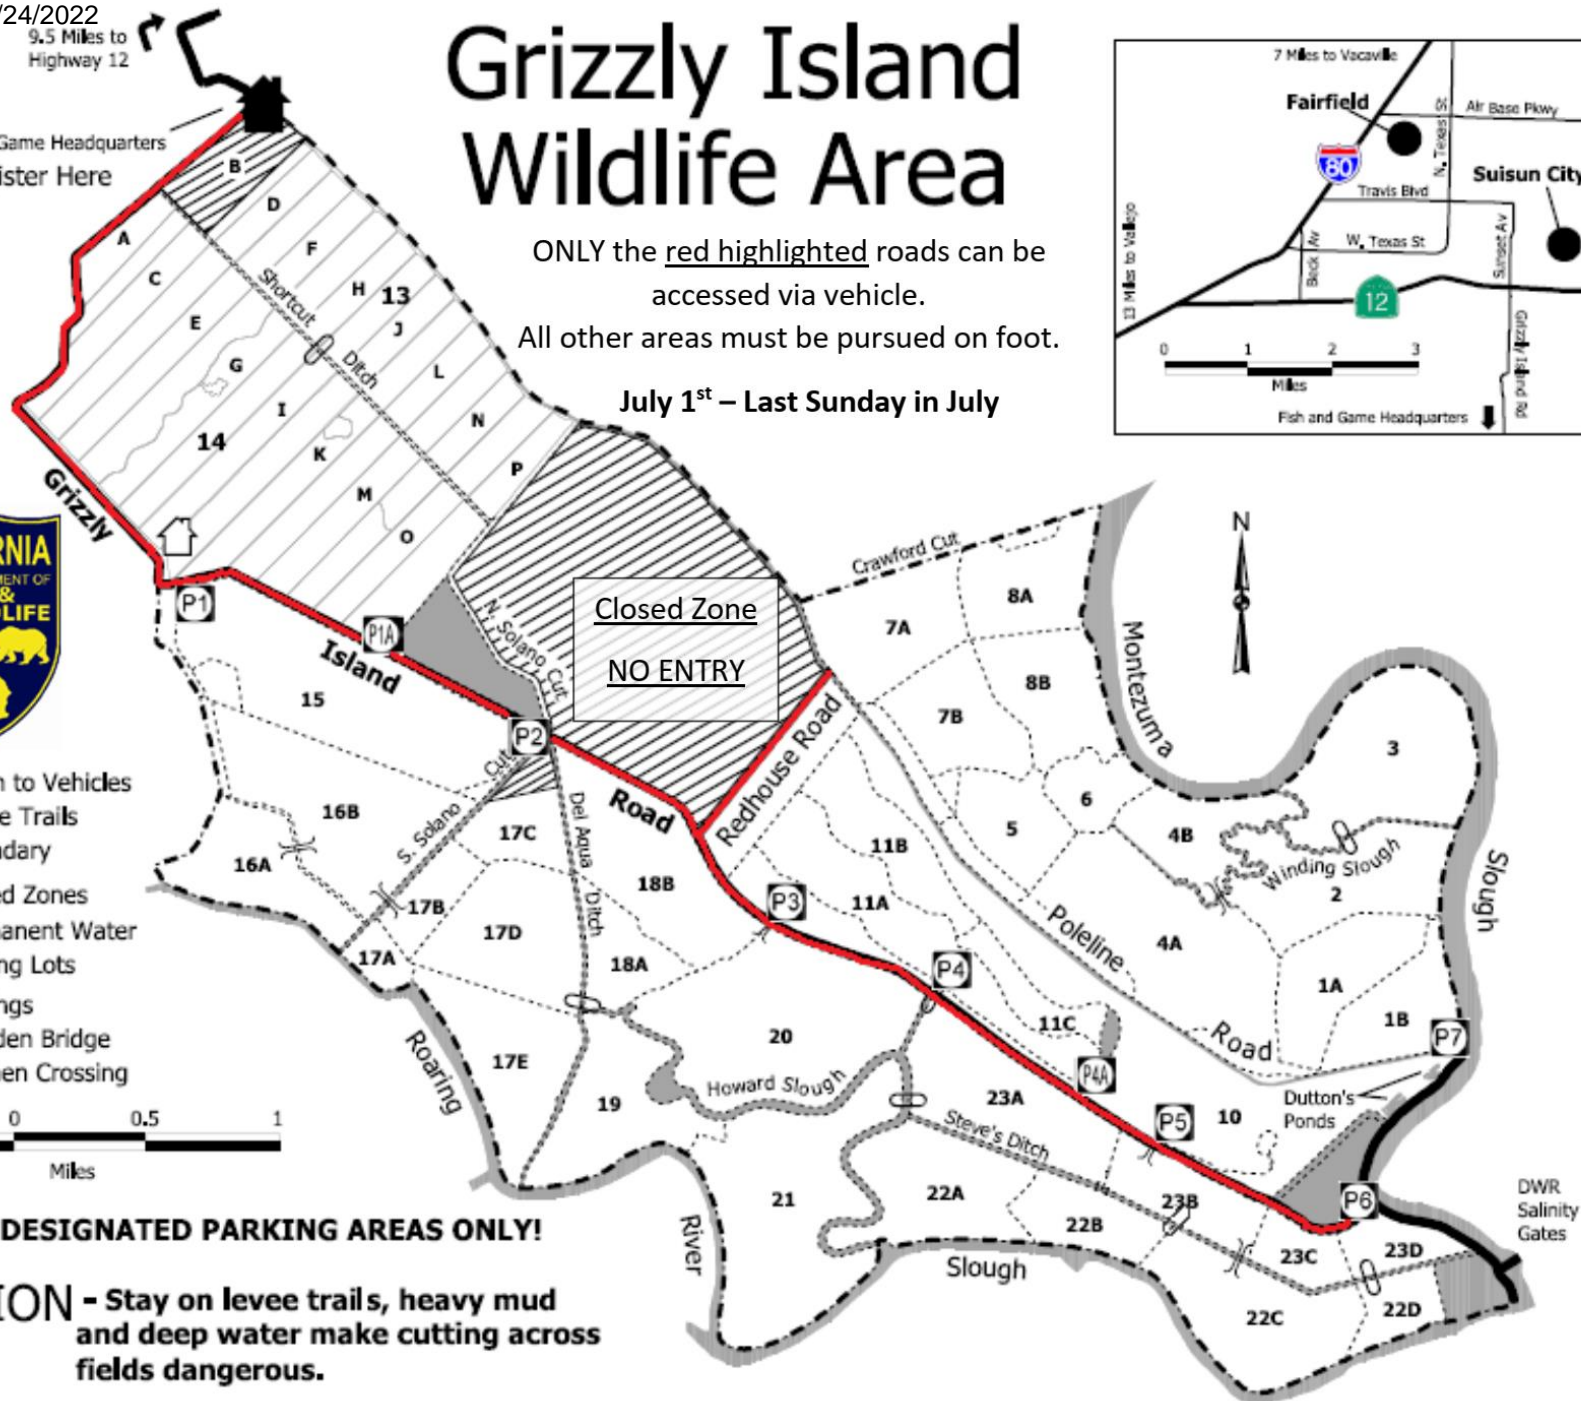 /24/2022
9.5 Miles to
Highway 12
Game Headquarters
ister Here
Grizzly Island
Wildlife Area
ONLY the red highlighted roads can be
accessed via vehicle.
All other areas must be pursued on foot.
July 1st – Last Sunday in July
7 Miles to Vacaville
Fairfield
Air Base Pkwy
N. Texas St
80
Suisun City
Travis Blvd
13 Miles to Vallejo
W. Texas St
Beck Av
Sunset Av
12
Grizzly Island Rd
0 1 2 3
Miles
Fish and Game Headquarters
B
D
A
F
C
H
13
E
J
Shortcut
Ditch
G
L
I
N
14
K
P
M
O
Grizzly
P1
P1A
Island
N. Solano Cut
Closed Zone
NO ENTRY
Crawford Cut
N
8A
7A
Montezuma
8B
7B
Redhouse Road
15
P2
Cut
S. Solano
Road
3
6
5
4B
16B
17C
Del Aqua
Ditch
11B
Winding Slough
2
Slough
16A
18B
P3
11A
17B
17D
Poleline
4A
17A
18A
P4
1A
11C
1B
P7
20
Road
Roaring
17E
Howard Slough
P4A
19
23A
Dutton's
Ponds
10
P5
Steve's Ditch
21
22A
23B
P6
22B
DWR
Salinity
Gates
River
Slough
23C
23D
22C
22D
RNIA
MENT OF
&
DLIFE
n to Vehicles
e Trails
ndary
ed Zones
anent Water
ng Lots
ngs
den Bridge
en Crossing
0 0.5 1
Miles
DESIGNATED PARKING AREAS ONLY!
ION - Stay on levee trails, heavy mud
and deep water make cutting across
fields dangerous.